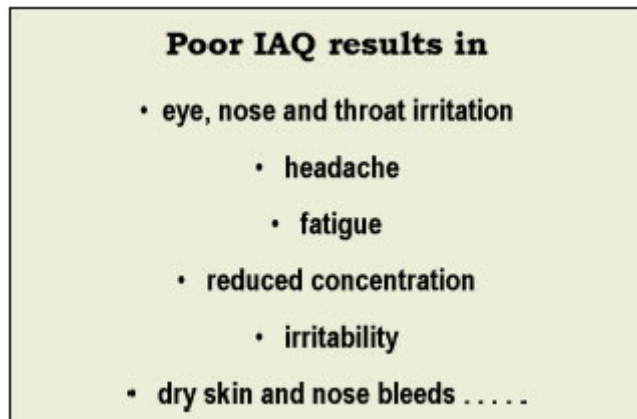 Poor IAQ results in
• eye, nose and throat irritation
• headache
• fatigue
• reduced concentration
• irritability
• dry skin and nose bleeds . . . . .